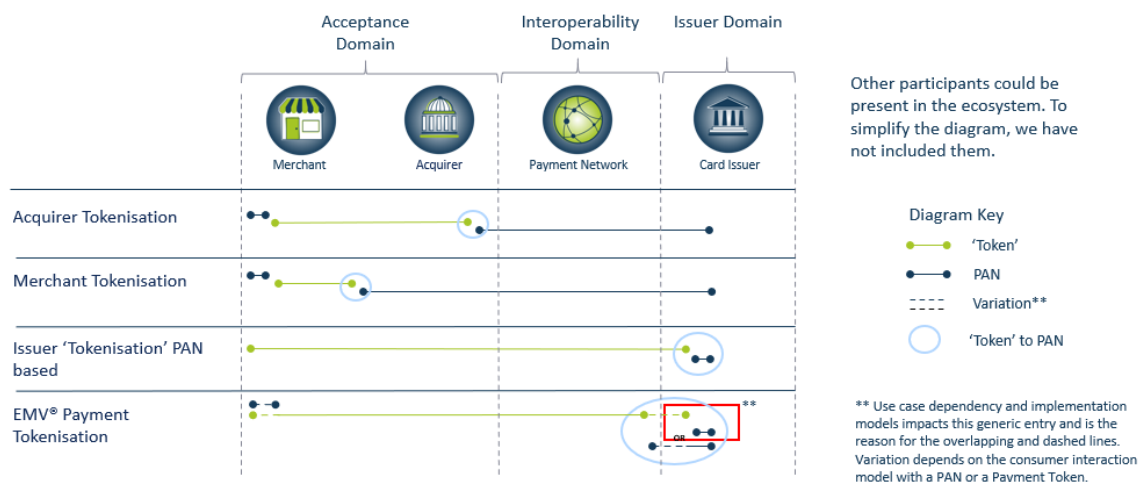 Acceptance
Domain
Interoperability
Domain
Issuer Domain
Merchant
Acquirer
Payment Network
Card Issuer
Other participants could be
present in the ecosystem. To
simplify the diagram, we have
not included them.
Acquirer Tokenisation
Merchant Tokenisation
Issuer ‘Tokenisation’ PAN
based
EMV® Payment
Tokenisation
**
OR
Diagram Key
‘Token’
PAN
Variation**
‘Token’ to PAN
** Use case dependency and implementation
models impacts this generic entry and is the
reason for the overlapping and dashed lines.
Variation depends on the consumer interaction
model with a PAN or a Payment Token.